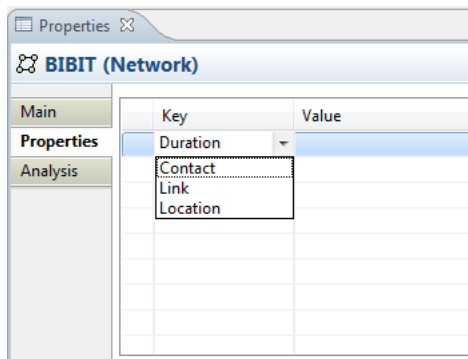 Properties
BIBIT (Network)
Main
Properties
Analysis
Key Value
Duration
Contact
Link
Location